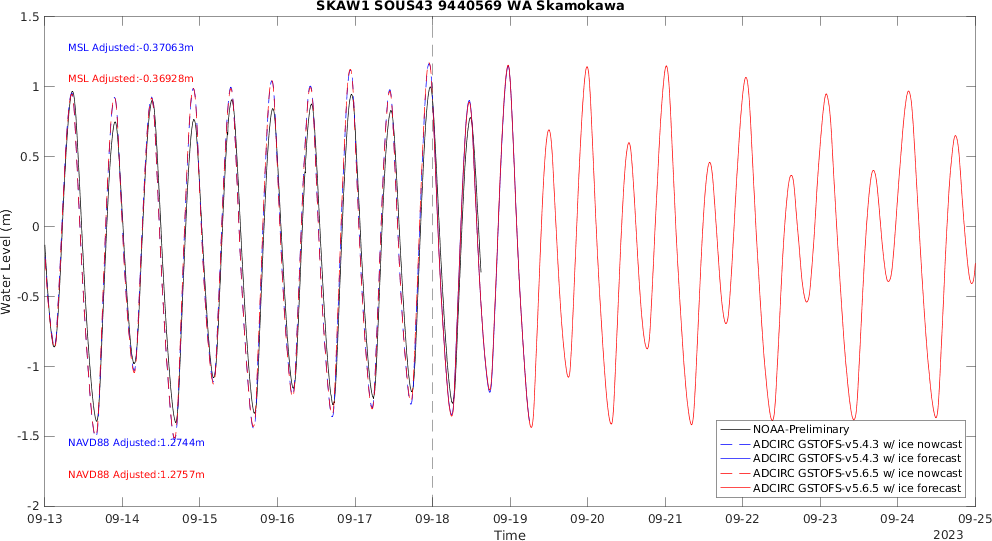 SKAW1 SOUS43 9440569 WA Skamokawa
1.5
1
0.5
0
-0.5
-1
-1.5
-2
Water Level (m)
MSL Adjusted:-0.37063m
MSL Adjusted:-0.36928m
NAVD88 Adjusted:1.2744m
NAVD88 Adjusted:1.2757m
NOAA-Preliminary
ADCIRC GSTOFS-v5.4.3 w/ ice nowcast
ADCIRC GSTOFS-v5.4.3 w/ ice forecast
ADCIRC GSTOFS-v5.6.5 w/ ice nowcast
ADCIRC GSTOFS-v5.6.5 w/ ice forecast
09-13 09-14 09-15 09-16 09-17 09-18 09-19 09-20 09-21 09-22 09-23 09-24 09-25
Time
2023